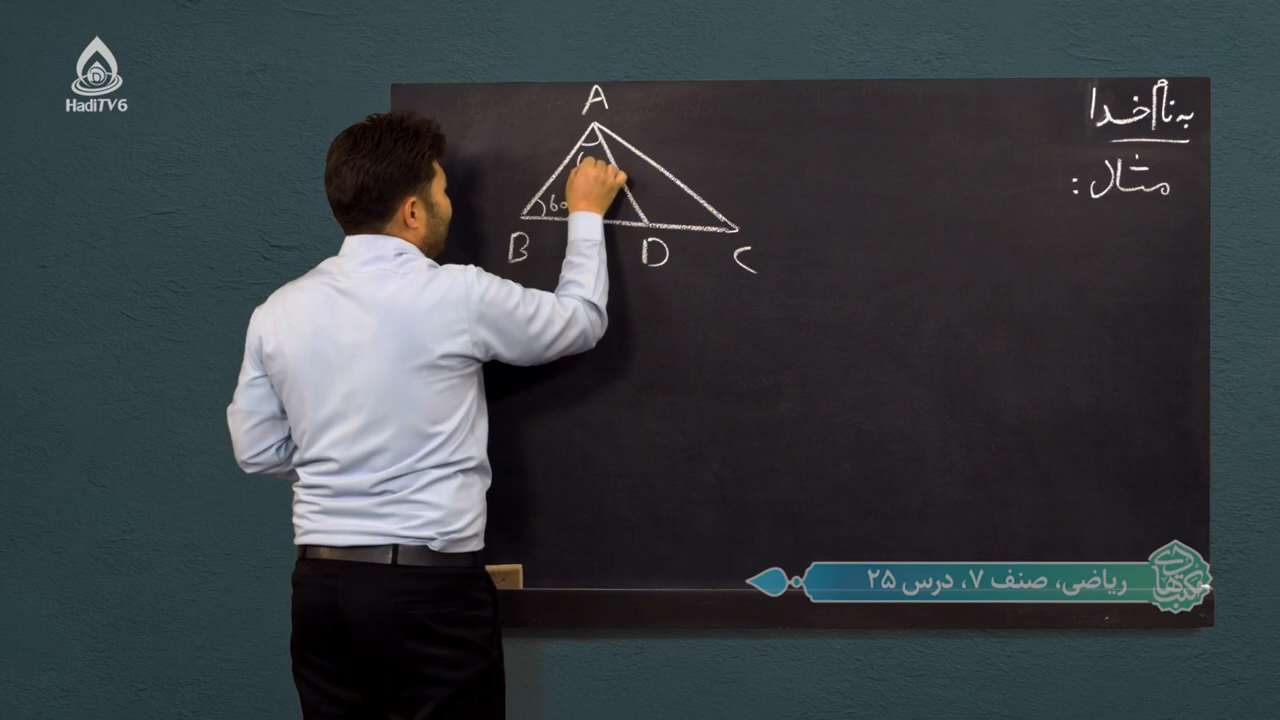 HadiTV6
به نام خدا
مثال :
A
60
B D C
ریاضی، صنف ۷، درس ۲۵